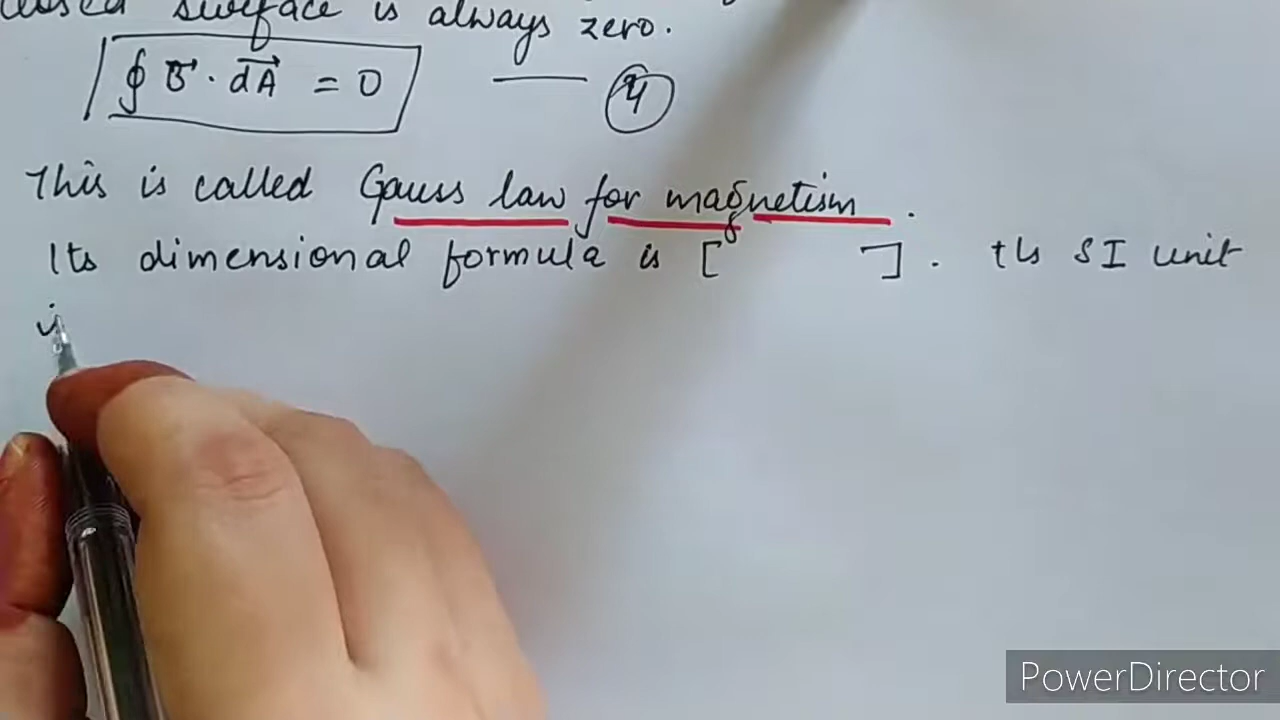 surface is always zero.
∮ B⃗ · dA⃗ = 0 —— (4)
This is called Gauss law for magnetism.
Its dimensional formula is [ ]. Its SI unit
is
PowerDirector